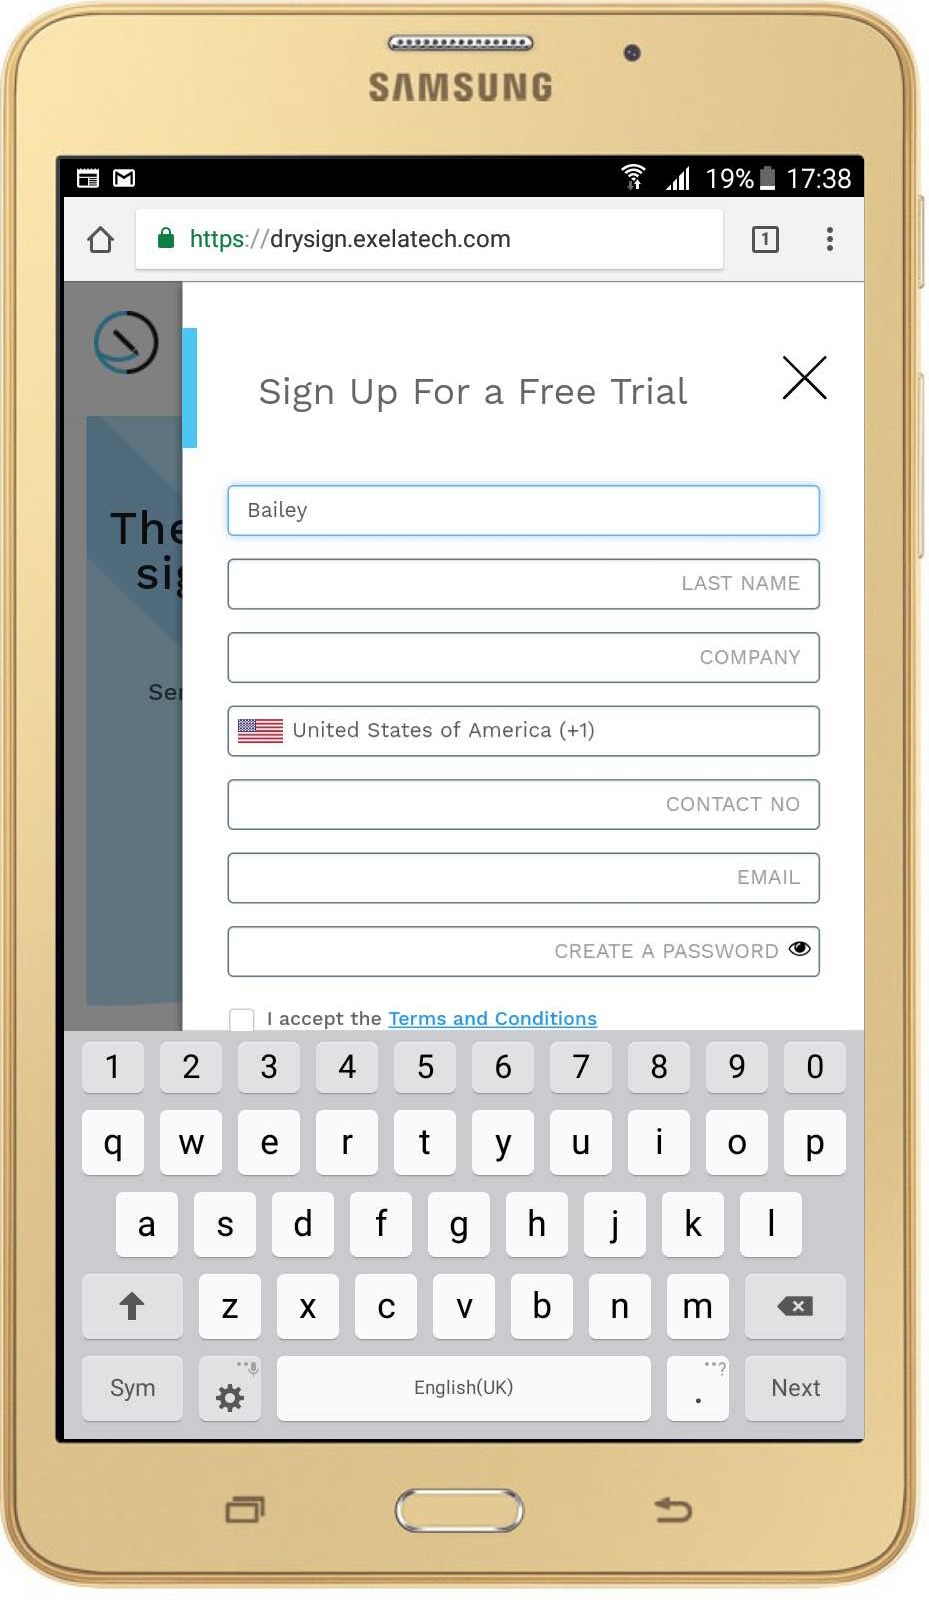 SAMSUNG
19% 17:38
https://drysign.exelatech.com 1
Sign Up For a Free Trial
The
sig
Ser
Bailey
LAST NAME
COMPANY
United States of America (+1)
CONTACT NO
EMAIL
CREATE A PASSWORD
I accept the Terms and Conditions
1 2 3 4 5 6 7 8 9 0
q w e r t y u i o p
a s d f g h j k l
z x c v b n m
Sym English(UK) . ? Next